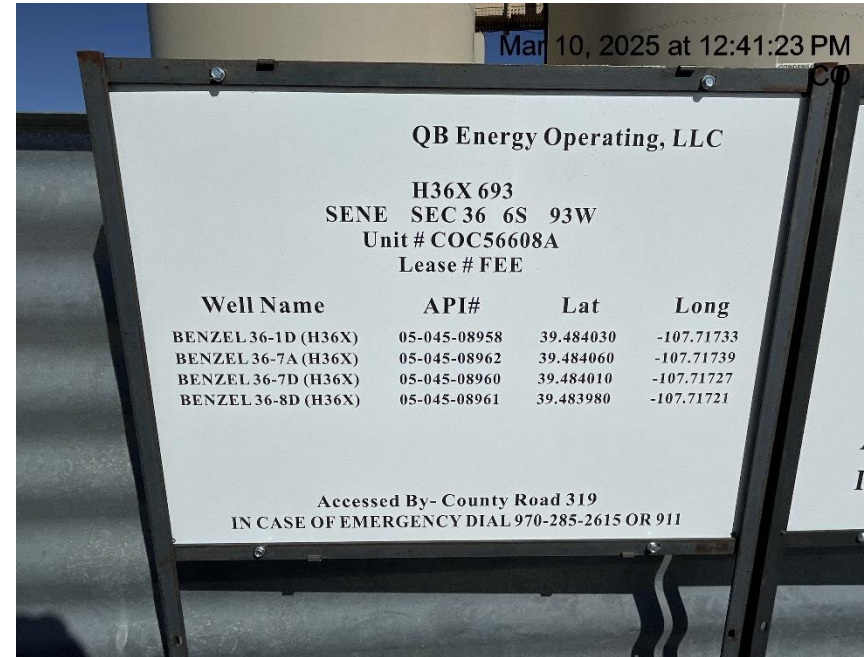 Mar 10, 2025 at 12:41:23 PM
CO
QB Energy Operating, LLC
H36X 693
SENE SEC 36 6S 93W
Unit # COC56608A
Lease # FEE
Well Name API# Lat Long
BENZEL 36-1D (H36X) 05-045-08958 39.484030 -107.71733
BENZEL 36-7A (H36X) 05-045-08962 39.484060 -107.71739
BENZEL 36-7D (H36X) 05-045-08960 39.484010 -107.71727
BENZEL 36-8D (H36X) 05-045-08961 39.483980 -107.71721
Accessed By- County Road 319
IN CASE OF EMERGENCY DIAL 970-285-2615 OR 911